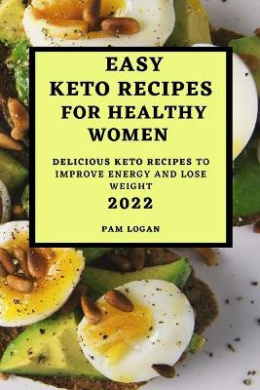 EASY
KETO RECIPES
FOR HEALTHY
WOMEN
DELICIOUS KETO RECIPES TO
IMPROVE ENERGY AND LOSE
WEIGHT
2022
PAM LOGAN